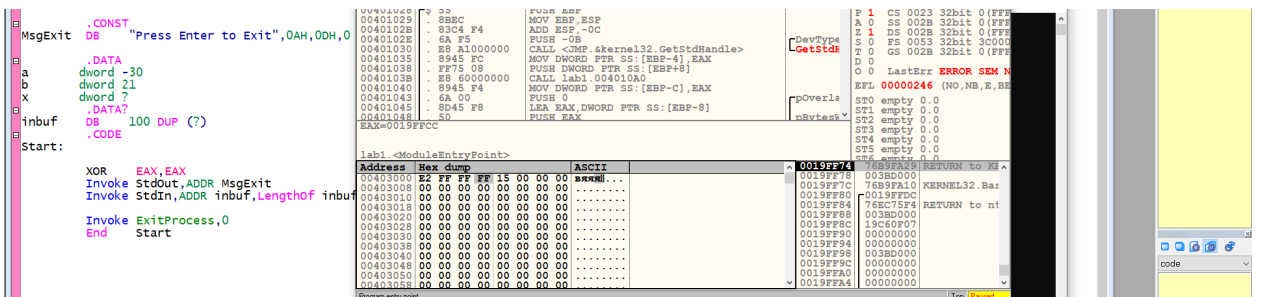 .CONST
MsgExit DB "Press Enter to Exit",0AH,0DH,0
.DATA
a dword -30
b dword 21
x dword ?
.DATA?
inbuf DB 100 DUP (?)
.CODE
Start:
XOR EAX,EAX
Invoke StdOut,ADDR MsgExit
Invoke StdIn,ADDR inbuf,LengthOf inbuf
Invoke ExitProcess,0
End Start
00401028 $ 55 PUSH EBP
00401029 . 8BEC MOV EBP,ESP
0040102B . 83C4 F4 ADD ESP,-0C
0040102E . 6A F5 PUSH -0B
00401030 . E8 A1000000 CALL <JMP.&kernel32.GetStdHandle>
00401035 . 8945 FC MOV DWORD PTR SS:[EBP-4],EAX
00401038 . FF75 08 PUSH DWORD PTR SS:[EBP+8]
0040103B . E8 60000000 CALL lab1.004010A0
00401040 . 8945 F4 MOV DWORD PTR SS:[EBP-C],EAX
00401043 . 6A 00 PUSH 0
00401045 . 8D45 F8 LEA EAX,DWORD PTR SS:[EBP-8]
00401048 . 50 PUSH EAX
DevType
GetStdH
pOverla
pBytesW
EAX=0019FFCC
lab1.<ModuleEntryPoint>
P 1 CS 0023 32bit 0(FFF
A 0 SS 002B 32bit 0(FFF
Z 1 DS 002B 32bit 0(FFF
S 0 FS 0053 32bit 3C000
T 0 GS 002B 32bit 0(FFF
D 0
O 0 LastErr ERROR SEM N
EFL 00000246 (NO,NB,E,BE
ST0 empty 0.0
ST1 empty 0.0
ST2 empty 0.0
ST3 empty 0.0
ST4 empty 0.0
ST5 empty 0.0
ST6 empty 0.0
Address Hex dump ASCII
00403000 E2 FF FF FF 15 00 00 00 вяяя...
00403008 00 00 00 00 00 00 00 00 ........
00403010 00 00 00 00 00 00 00 00 ........
00403018 00 00 00 00 00 00 00 00 ........
00403020 00 00 00 00 00 00 00 00 ........
00403028 00 00 00 00 00 00 00 00 ........
00403030 00 00 00 00 00 00 00 00 ........
00403038 00 00 00 00 00 00 00 00 ........
00403040 00 00 00 00 00 00 00 00 ........
00403048 00 00 00 00 00 00 00 00 ........
00403050 00 00 00 00 00 00 00 00 ........
00403058 00 00 00 00 00 00 00 00 ........
0019FF74 76B9FA29 RETURN to KE
0019FF78 003BD000
0019FF7C 76B9FA10 KERNEL32.Bas
0019FF80 0019FFDC
0019FF84 76EC75F4 RETURN to nt
0019FF88 003BD000
0019FF8C 19C60F07
0019FF90 00000000
0019FF94 00000000
0019FF98 003BD000
0019FF9C 00000000
0019FFA0 00000000
0019FFA4 00000000
Program entry point
Top Paused
code